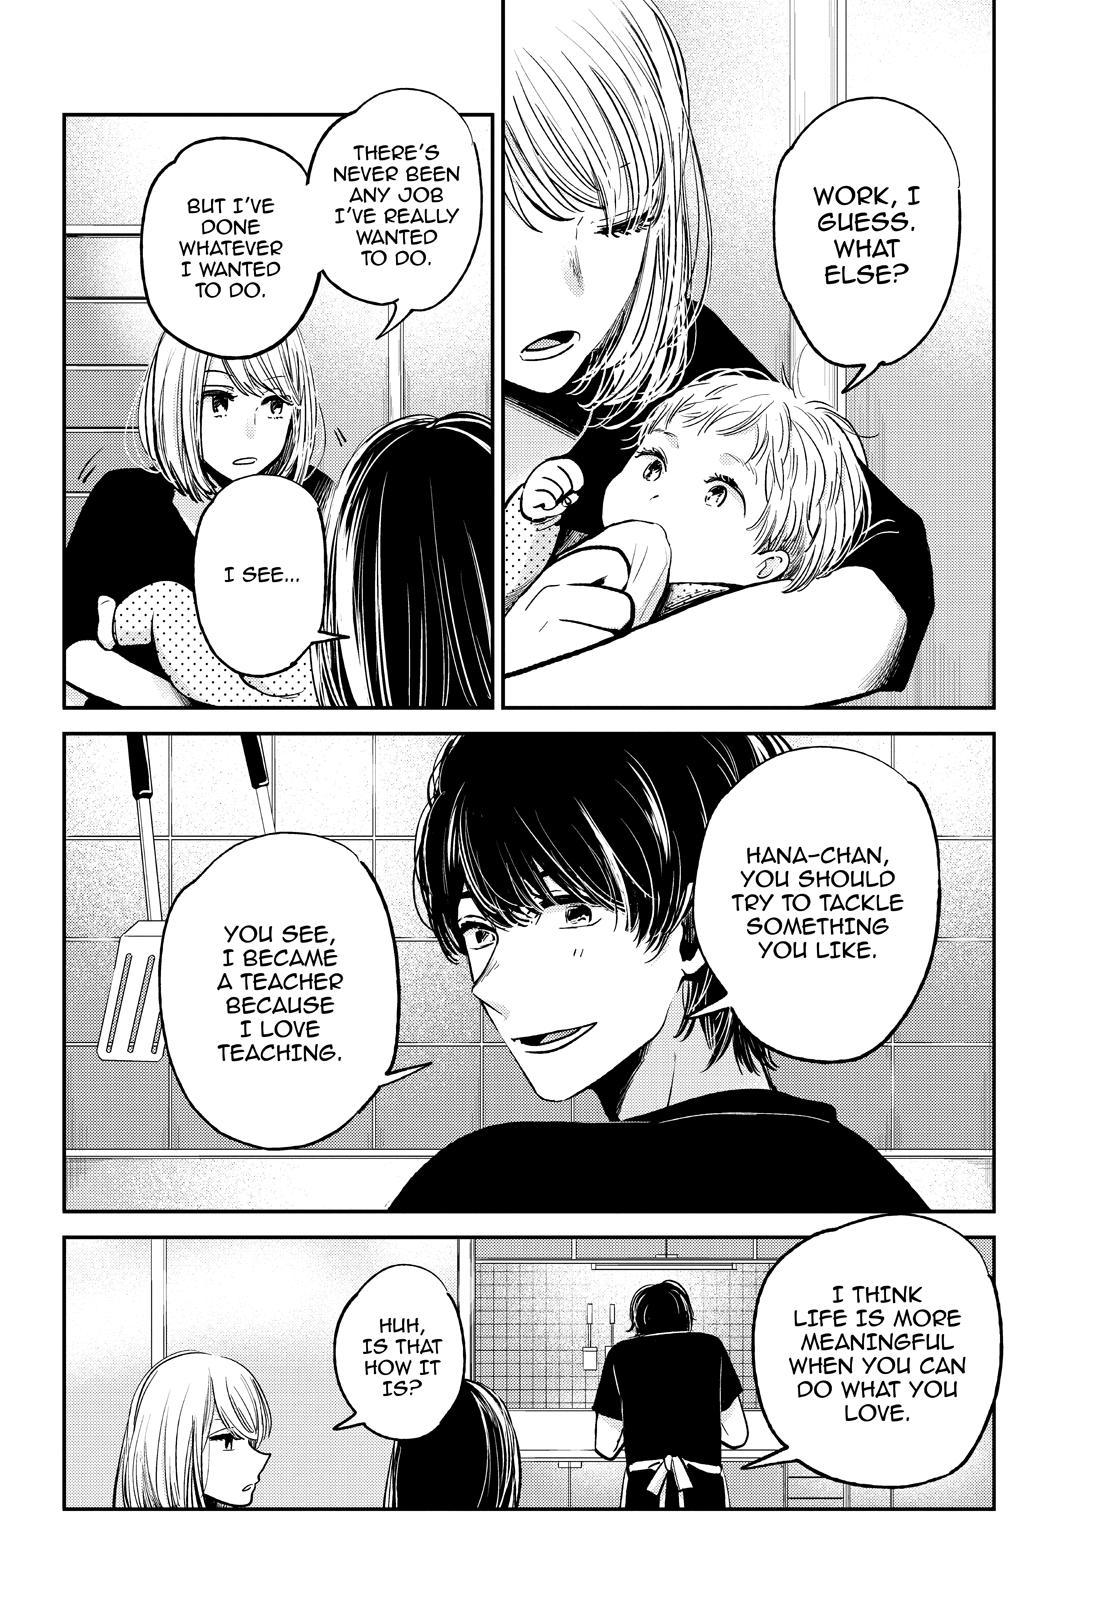 WORK, I
GUESS.
WHAT
ELSE?
THERE'S
NEVER BEEN
ANY JOB
I'VE REALLY
WANTED
TO DO.
BUT I'VE
DONE
WHATEVER
I WANTED
TO DO.
I SEE...
HANA-CHAN,
YOU SHOULD
TRY TO TACKLE
SOMETHING
YOU LIKE.
YOU SEE,
I BECAME
A TEACHER
BECAUSE
I LOVE
TEACHING.
I THINK
LIFE IS MORE
MEANINGFUL
WHEN YOU CAN
DO WHAT YOU
LOVE.
HUH,
IS THAT
HOW IT
IS?